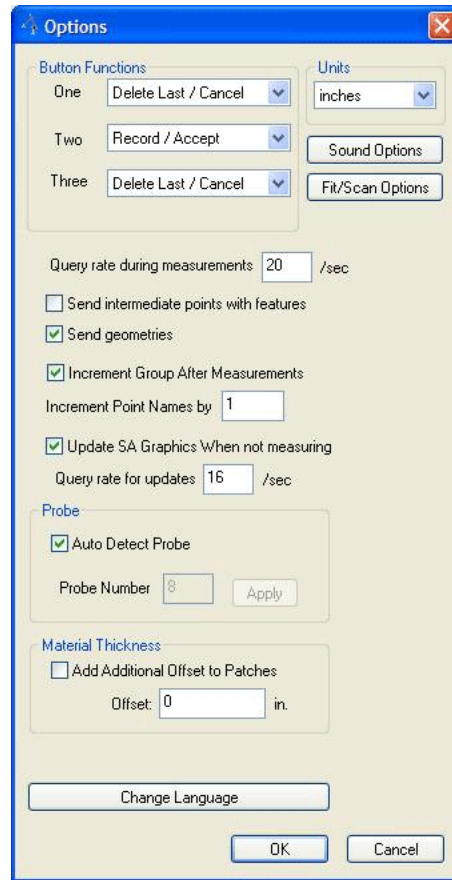 Options
Button Functions
One Delete Last / Cancel
Two Record / Accept
Three Delete Last / Cancel
Units
inches
Sound Options
Fit/Scan Options
Query rate during measurements 20 /sec
Send intermediate points with features
Send geometries
Increment Group After Measurements
Increment Point Names by 1
Update SA Graphics When not measuring
Query rate for updates 16 /sec
Probe
Auto Detect Probe
Probe Number 8 Apply
Material Thickness
Add Additional Offset to Patches
Offset: 0 in.
Change Language
OK Cancel